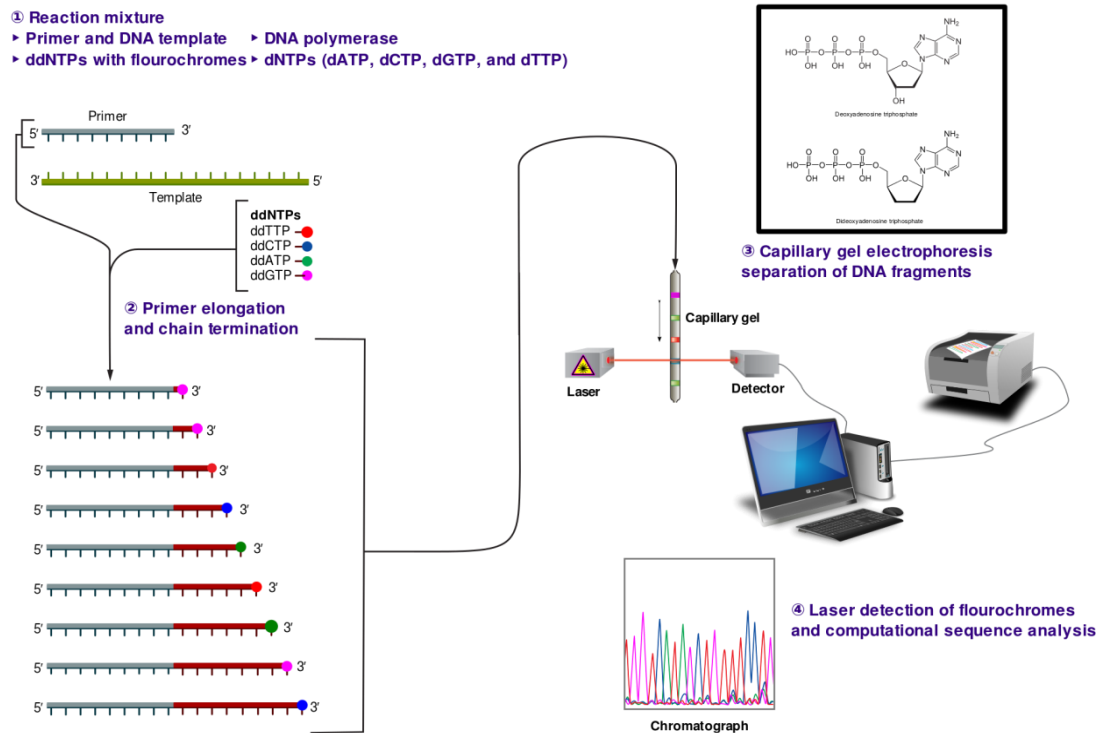 ① Reaction mixture
‣ Primer and DNA template ‣ DNA polymerase
‣ ddNTPs with flourochromes ‣ dNTPs (dATP, dCTP, dGTP, and dTTP)
Primer
5′ 3′
3′ 5′
Template
ddNTPs
ddTTP
ddCTP
ddATP
ddGTP
② Primer elongation
and chain termination
5′ 3′
5′ 3′
5′ 3′
5′ 3′
5′ 3′
5′ 3′
5′ 3′
5′ 3′
5′ 3′
Capillary gel
Laser
Detector
NH₂
N N
N N
O O O
HO P O P O P O O
OH OH OH
OH
Deoxyadenosine triphosphate
NH₂
N N
N N
O O O
HO P O P O P O O
OH OH OH
Dideoxyadenosine triphosphate
③ Capillary gel electrophoresis
separation of DNA fragments
④ Laser detection of flourochromes
and computational sequence analysis
Chromatograph